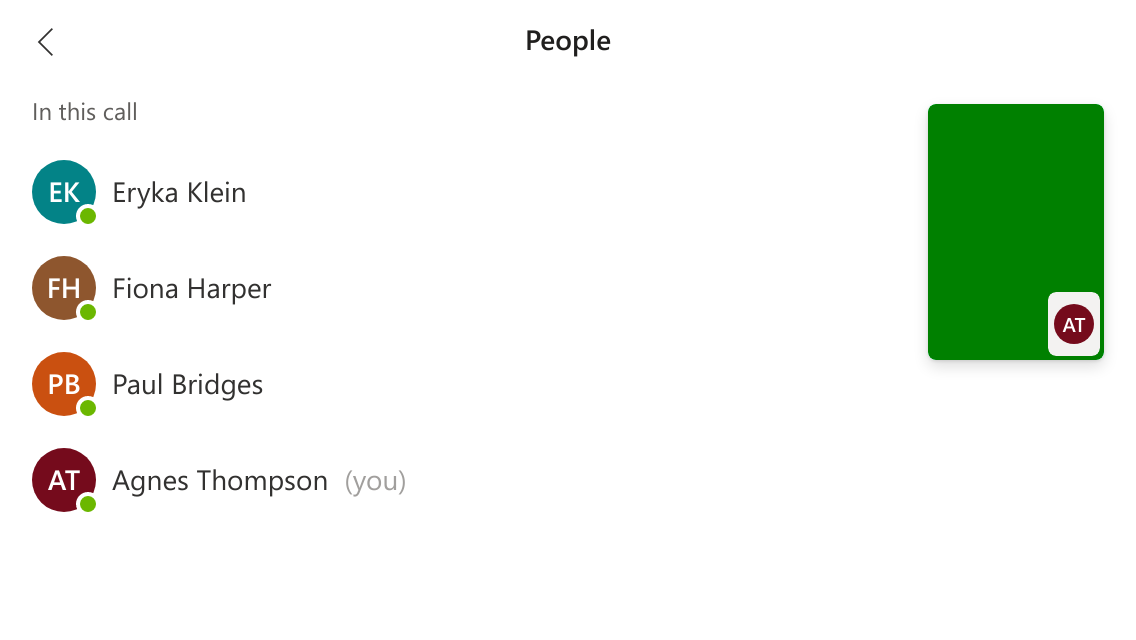 People
In this call
EK Eryka Klein
FH Fiona Harper
PB Paul Bridges
AT Agnes Thompson (you)
AT